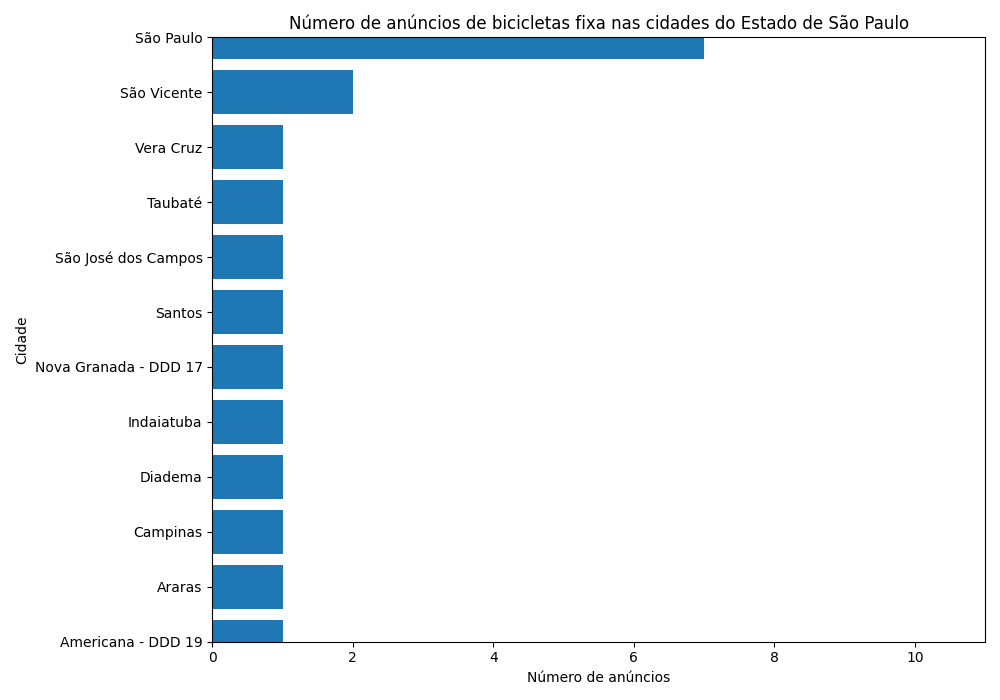 Número de anúncios de bicicletas fixa nas cidades do Estado de São Paulo
São Paulo
São Vicente
Vera Cruz
Taubaté
São José dos Campos
Santos
Nova Granada - DDD 17
Indaiatuba
Diadema
Campinas
Araras
Americana - DDD 19
Cidade
0 2 4 6 8 10
Número de anúncios